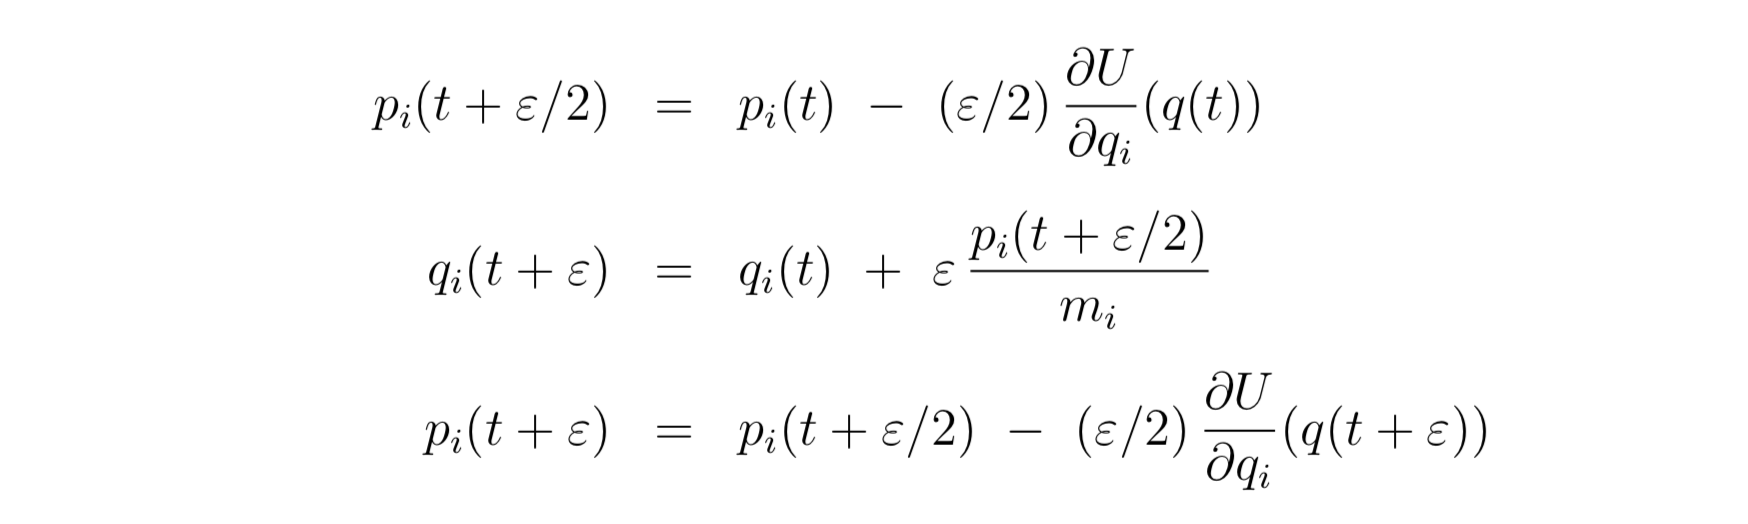 p_i(t + ε/2) = p_i(t) − (ε/2) ∂U/∂q_i (q(t))
q_i(t + ε) = q_i(t) + ε p_i(t + ε/2)/m_i
p_i(t + ε) = p_i(t + ε/2) − (ε/2) ∂U/∂q_i (q(t + ε))